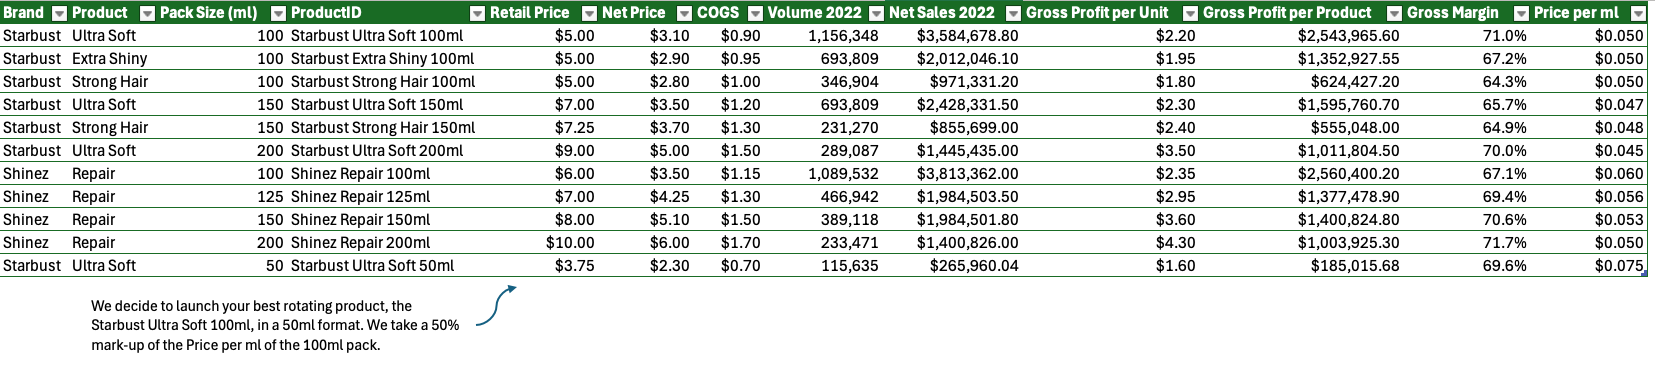 Brand Product Pack Size (ml) ProductID Retail Price Net Price COGS Volume 2022 Net Sales 2022 Gross Profit per Unit Gross Profit per Product Gross Margin Price per ml
Starbust Ultra Soft 100 Starbust Ultra Soft 100ml $5.00 $3.10 $0.90 1,156,348 $3,584,678.80 $2.20 $2,543,965.60 71.0% $0.050
Starbust Extra Shiny 100 Starbust Extra Shiny 100ml $5.00 $2.90 $0.95 693,809 $2,012,046.10 $1.95 $1,352,927.55 67.2% $0.050
Starbust Strong Hair 100 Starbust Strong Hair 100ml $5.00 $2.80 $1.00 346,904 $971,331.20 $1.80 $624,427.20 64.3% $0.050
Starbust Ultra Soft 150 Starbust Ultra Soft 150ml $7.00 $3.50 $1.20 693,809 $2,428,331.50 $2.30 $1,595,760.70 65.7% $0.047
Starbust Strong Hair 150 Starbust Strong Hair 150ml $7.25 $3.70 $1.30 231,270 $855,699.00 $2.40 $555,048.00 64.9% $0.048
Starbust Ultra Soft 200 Starbust Ultra Soft 200ml $9.00 $5.00 $1.50 289,087 $1,445,435.00 $3.50 $1,011,804.50 70.0% $0.045
Shinez Repair 100 Shinez Repair 100ml $6.00 $3.50 $1.15 1,089,532 $3,813,362.00 $2.35 $2,560,400.20 67.1% $0.060
Shinez Repair 125 Shinez Repair 125ml $7.00 $4.25 $1.30 466,942 $1,984,503.50 $2.95 $1,377,478.90 69.4% $0.056
Shinez Repair 150 Shinez Repair 150ml $8.00 $5.10 $1.50 389,118 $1,984,501.80 $3.60 $1,400,824.80 70.6% $0.053
Shinez Repair 200 Shinez Repair 200ml $10.00 $6.00 $1.70 233,471 $1,400,826.00 $4.30 $1,003,925.30 71.7% $0.050
Starbust Ultra Soft 50 Starbust Ultra Soft 50ml $3.75 $2.30 $0.70 115,635 $265,960.04 $1.60 $185,015.68 69.6% $0.075
We decide to launch your best rotating product, the
Starbust Ultra Soft 100ml, in a 50ml format. We take a 50%
mark-up of the Price per ml of the 100ml pack.